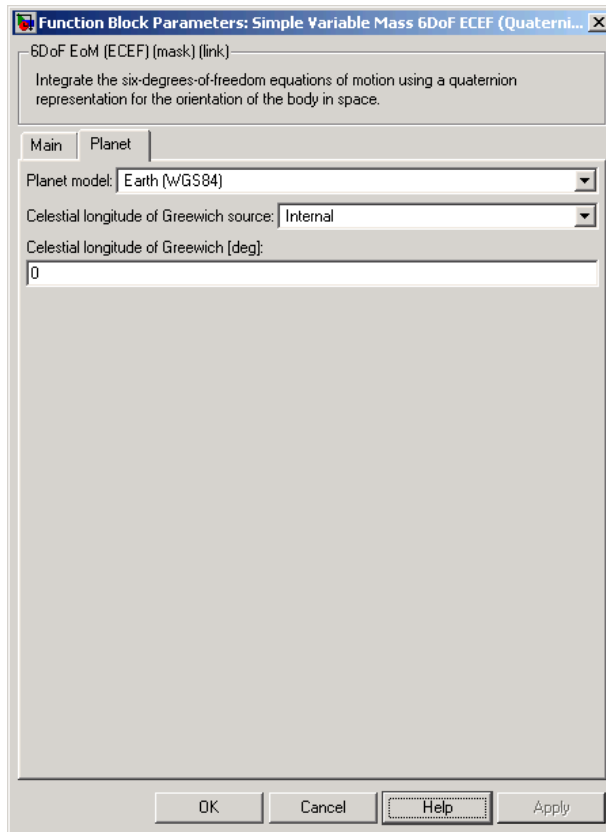 Function Block Parameters: Simple Variable Mass 6DoF ECEF (Quaterni...
6DoF EoM (ECEF) (mask) (link)
Integrate the six-degrees-of-freedom equations of motion using a quaternion
representation for the orientation of the body in space.
Main Planet
Planet model: Earth (WGS84)
Celestial longitude of Greewich source: Internal
Celestial longitude of Greewich [deg]:
0
OK Cancel Help Apply